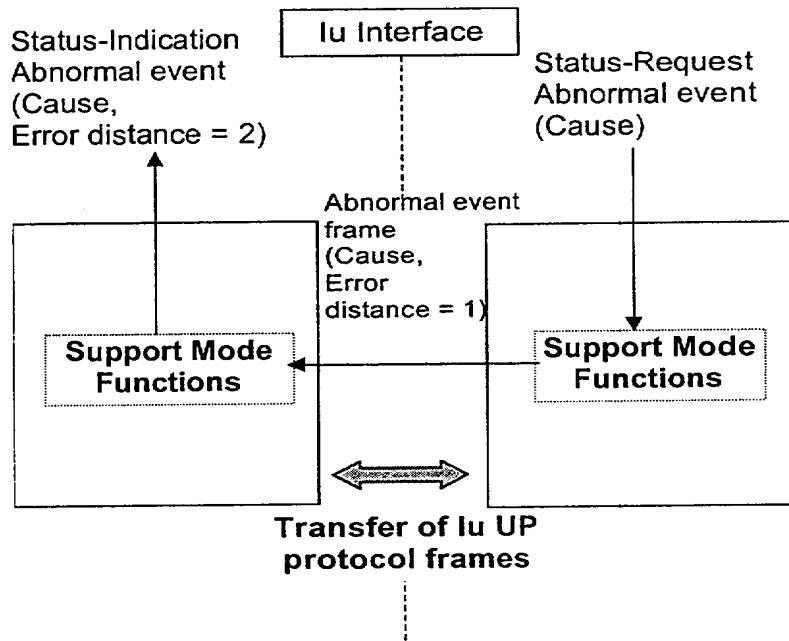 Iu Interface
Status-Indication
Abnormal event
(Cause,
Error distance = 2)
Status-Request
Abnormal event
(Cause)
Abnormal event
frame
(Cause,
Error
distance = 1)
Support Mode
Functions
Support Mode
Functions
Transfer of Iu UP
protocol frames